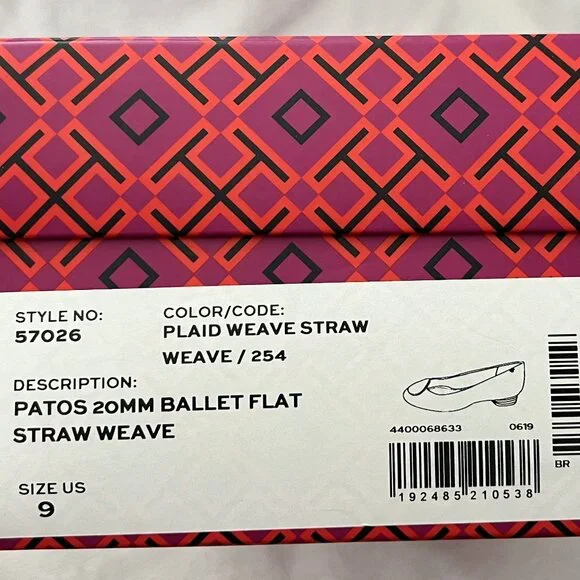 STYLE NO:
57026
COLOR/CODE:
PLAID WEAVE STRAW
WEAVE / 254
DESCRIPTION:
PATOS 20MM BALLET FLAT
STRAW WEAVE
SIZE US
9
4400068633 0619
192485 210538
BR